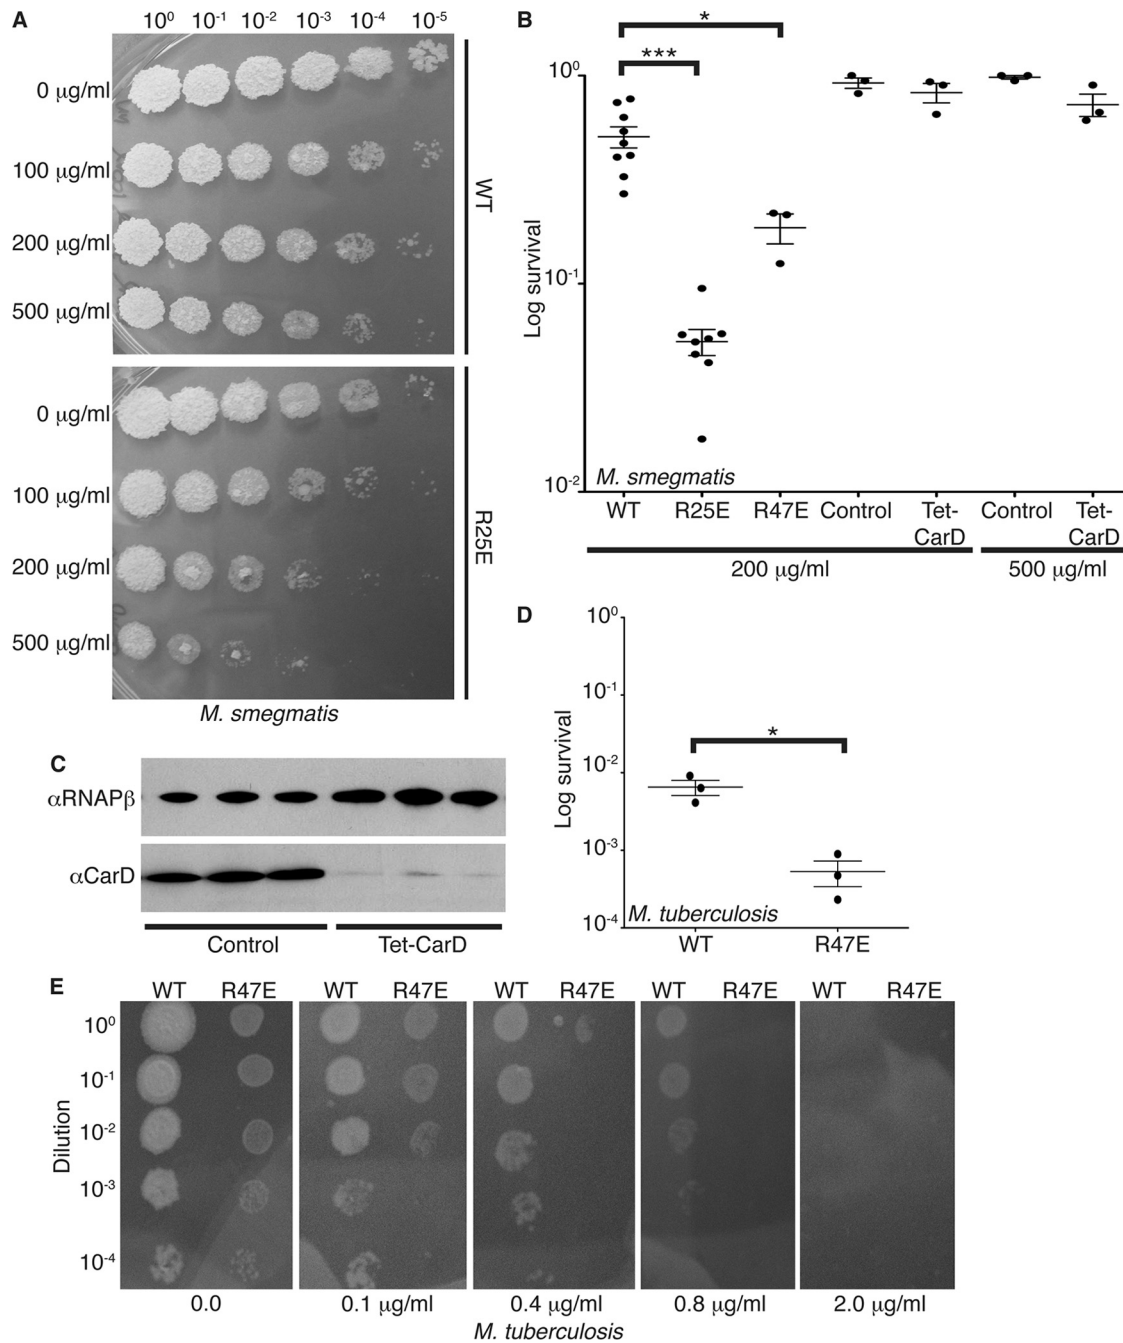 A
10⁰ 10⁻¹ 10⁻² 10⁻³ 10⁻⁴ 10⁻⁵
0 μg/ml
100 μg/ml
200 μg/ml
500 μg/ml
WT
0 μg/ml
100 μg/ml
200 μg/ml
500 μg/ml
R25E
M. smegmatis
B
*
***
10⁰
10⁻¹
10⁻²
Log survival
M. smegmatis
WT R25E R47E Control Tet- Control Tet-
CarD CarD
200 μg/ml 500 μg/ml
C
αRNAPβ
αCarD
Control Tet-CarD
D
10⁰
10⁻¹
10⁻²
10⁻³
10⁻⁴
Log survival
*
M. tuberculosis
WT R47E
E
WT R47E WT R47E WT R47E WT R47E WT R47E
10⁰
10⁻¹
10⁻²
10⁻³
10⁻⁴
Dilution
0.0 0.1 μg/ml 0.4 μg/ml 0.8 μg/ml 2.0 μg/ml
M. tuberculosis